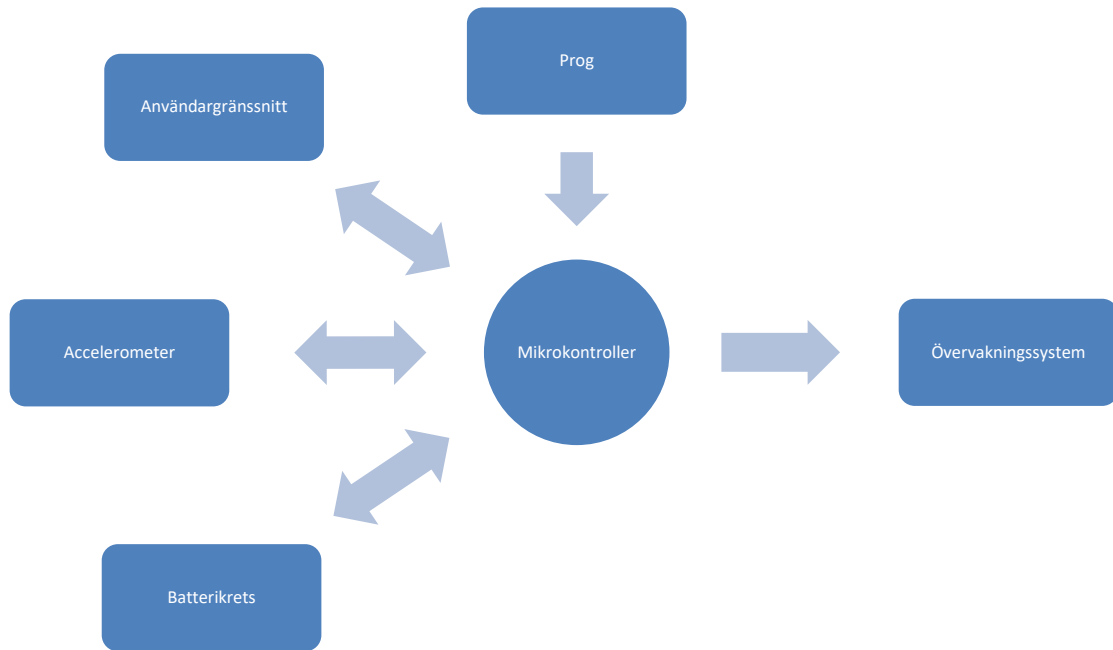 Prog
Användargränssnitt
Accelerometer
Mikrokontroller
Övervakningssystem
Batterikrets